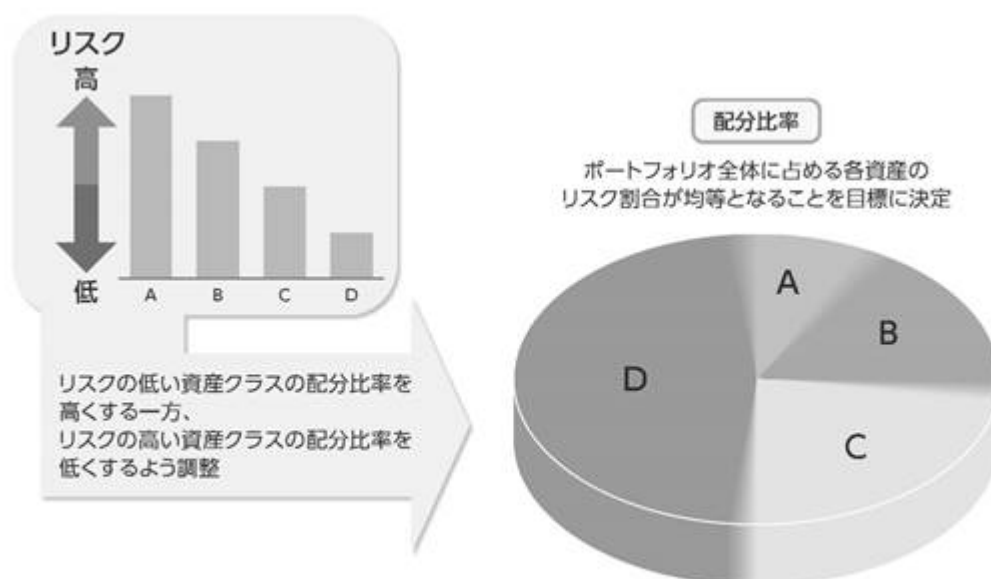 リスク
高
低
A
B
C
D
リスクの低い資産クラスの配分比率を
高くする一方、
リスクの高い資産クラスの配分比率を
低くするよう調整
配分比率
ポートフォリオ全体に占める各資産の
リスク割合が均等となることを目標に決定
A
B
C
D